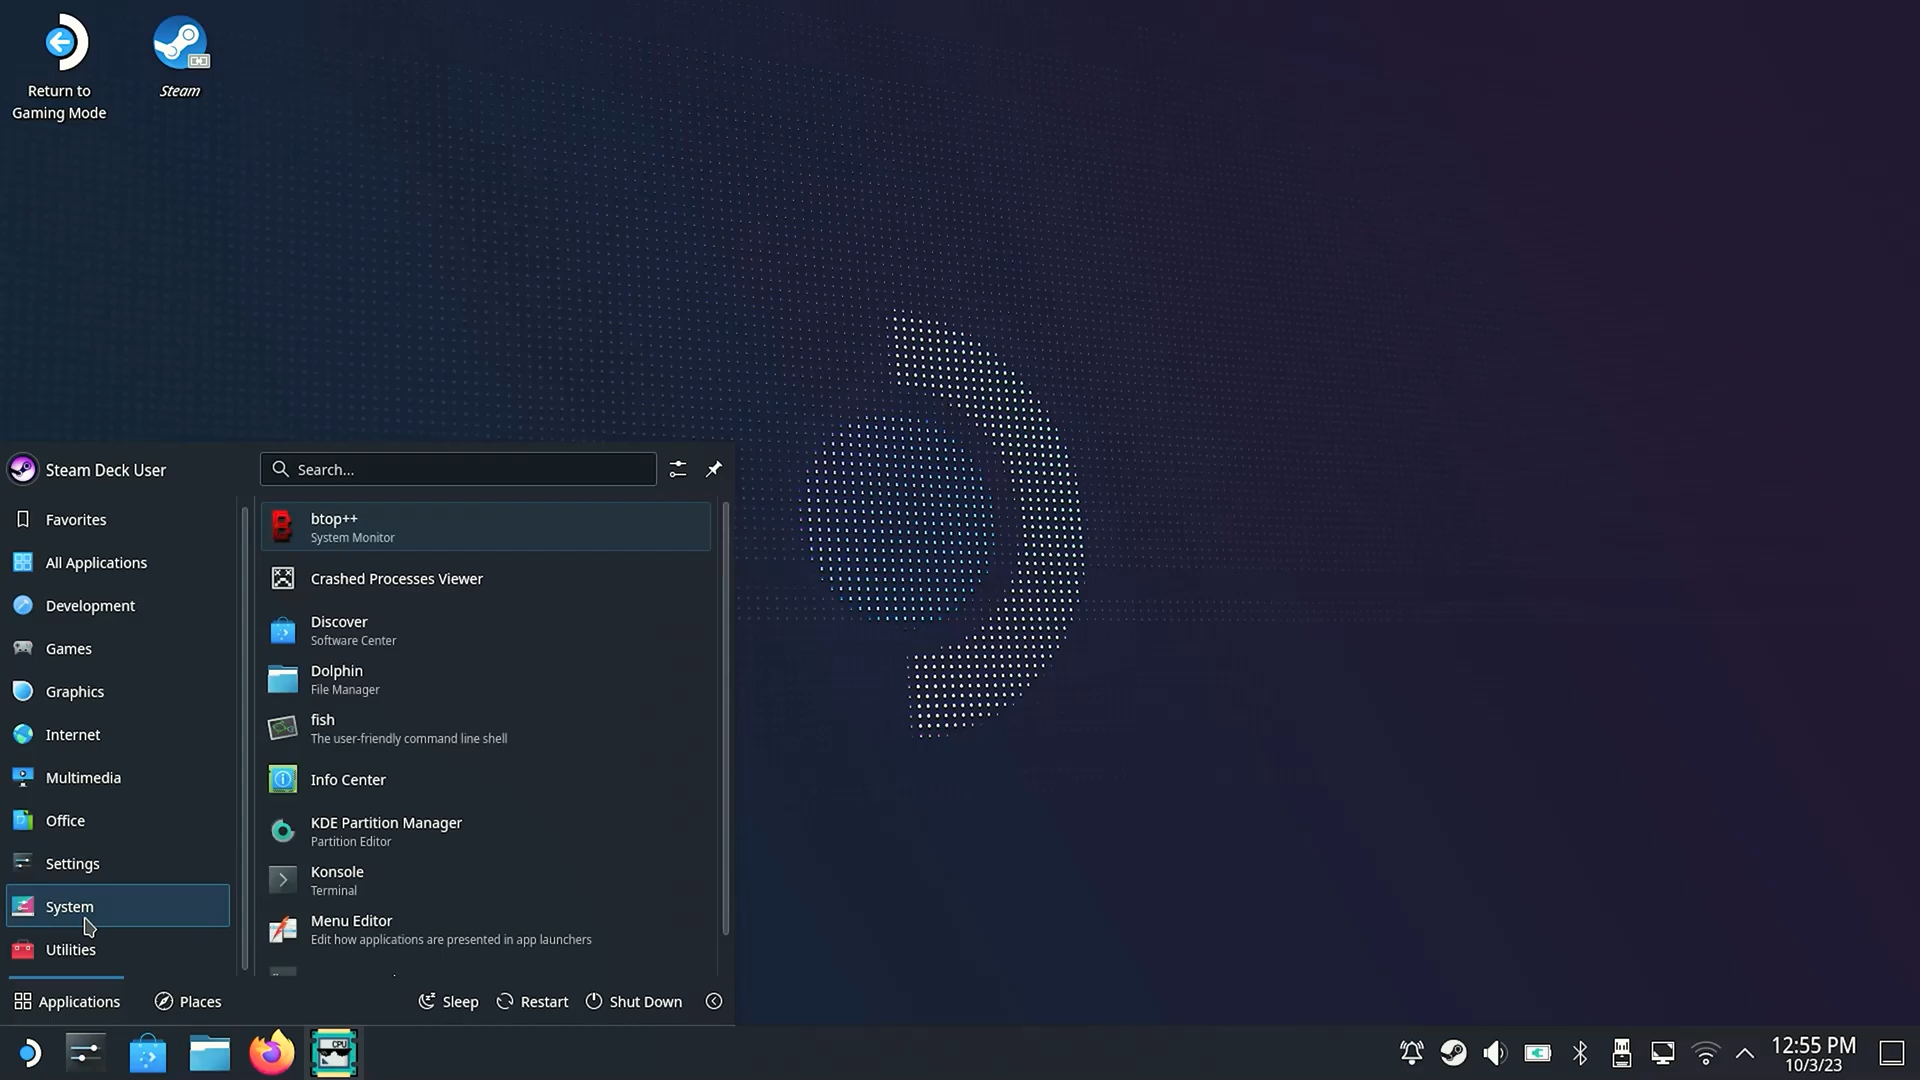 Return to
Gaming Mode
Steam
Steam Deck User
Search...
Favorites
All Applications
Development
Games
Graphics
Internet
Multimedia
Office
Settings
System
Utilities
btop++
System Monitor
Crashed Processes Viewer
Discover
Software Center
Dolphin
File Manager
fish
The user-friendly command line shell
Info Center
KDE Partition Manager
Partition Editor
Konsole
Terminal
Menu Editor
Edit how applications are presented in app launchers
Applications
Places
Sleep
Restart
Shut Down
CPU
12:55 PM
10/3/23